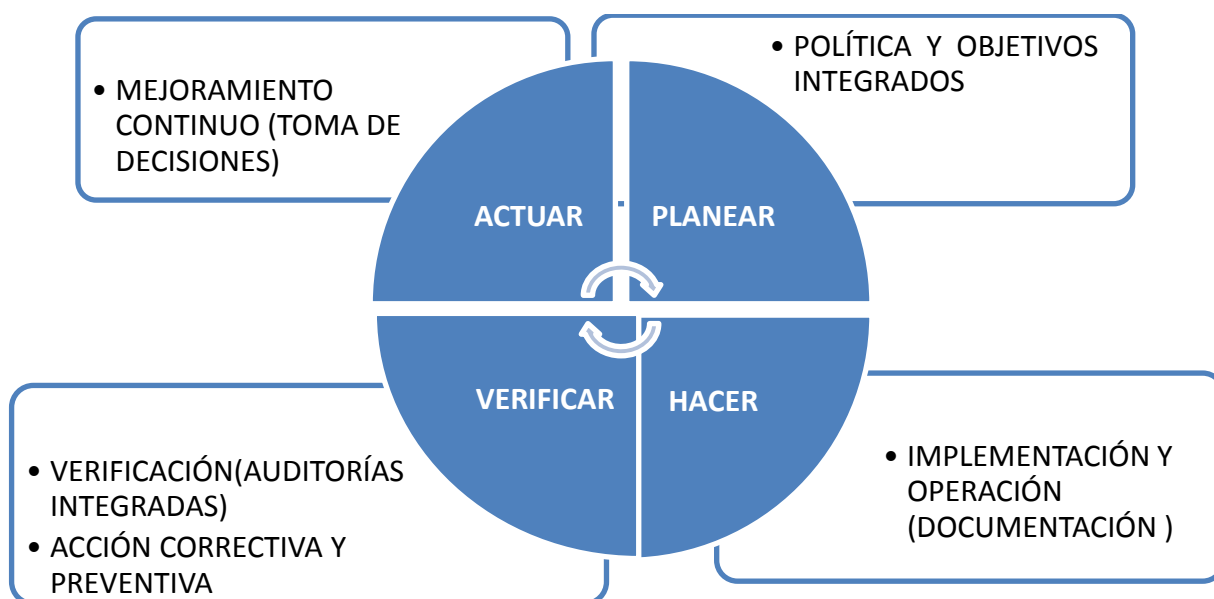 • MEJORAMIENTO
CONTINUO (TOMA DE
DECISIONES)
• POLÍTICA Y OBJETIVOS
INTEGRADOS
ACTUAR
PLANEAR
VERIFICAR
HACER
• VERIFICACIÓN(AUDITORÍAS
INTEGRADAS)
• ACCIÓN CORRECTIVA Y
PREVENTIVA
• IMPLEMENTACIÓN Y
OPERACIÓN
(DOCUMENTACIÓN )